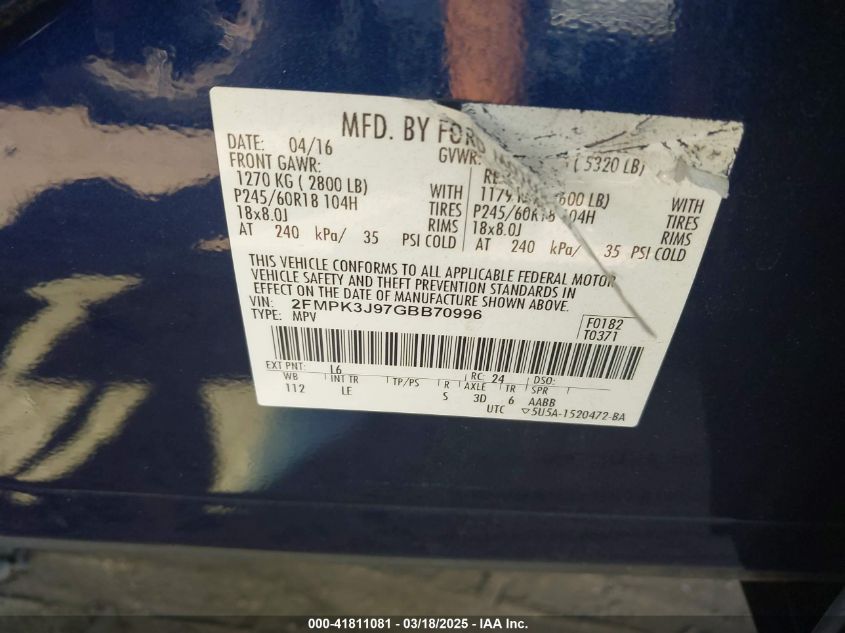 MFD. BY FORD
DATE: 04/16 GVWR: ( 5320 LB)
FRONT GAWR:
1270 KG ( 2800 LB) WITH
P245/60R18 104H TIRES
18x8.0J RIMS
AT 240 kPa/ 35 PSI COLD
LB) WITH
P245/60R18 104H TIRES
18x8.0J RIMS
AT 240 kPa/ 35 PSI COLD
THIS VEHICLE CONFORMS TO ALL APPLICABLE FEDERAL MOTOR
VEHICLE SAFETY AND THEFT PREVENTION STANDARDS IN
EFFECT ON THE DATE OF MANUFACTURE SHOWN ABOVE.
VIN: 2FMPK3J97GBB70996 F0182
TYPE: MPV T0371
EXT PNT: L6 RC: 24 DSO:
WB INT TR TP/PS R AXLE TR SPR
112 LE S 3D 6 AABB
UTC ▽5U5A-1520472-BA
000-41811081 - 03/18/2025 - IAA Inc.